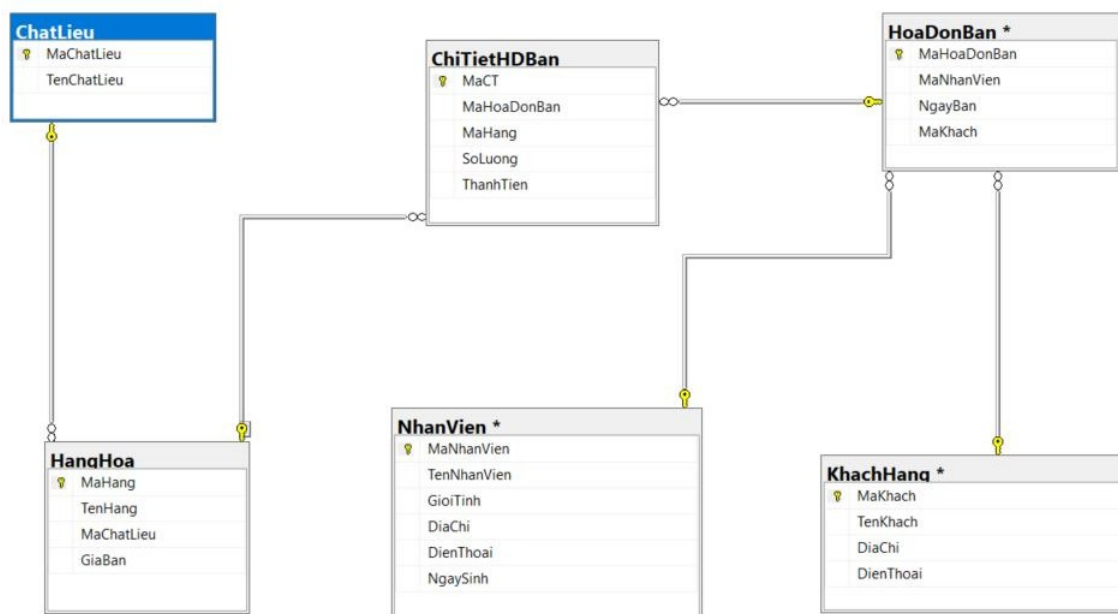 ChatLieu
MaChatLieu
TenChatLieu
ChiTietHDBan
MaCT
MaHoaDonBan
MaHang
SoLuong
ThanhTien
HoaDonBan *
MaHoaDonBan
MaNhanVien
NgayBan
MaKhach
HangHoa
MaHang
TenHang
MaChatLieu
GiaBan
NhanVien *
MaNhanVien
TenNhanVien
GioiTinh
DiaChi
DienThoai
NgaySinh
KhachHang *
MaKhach
TenKhach
DiaChi
DienThoai